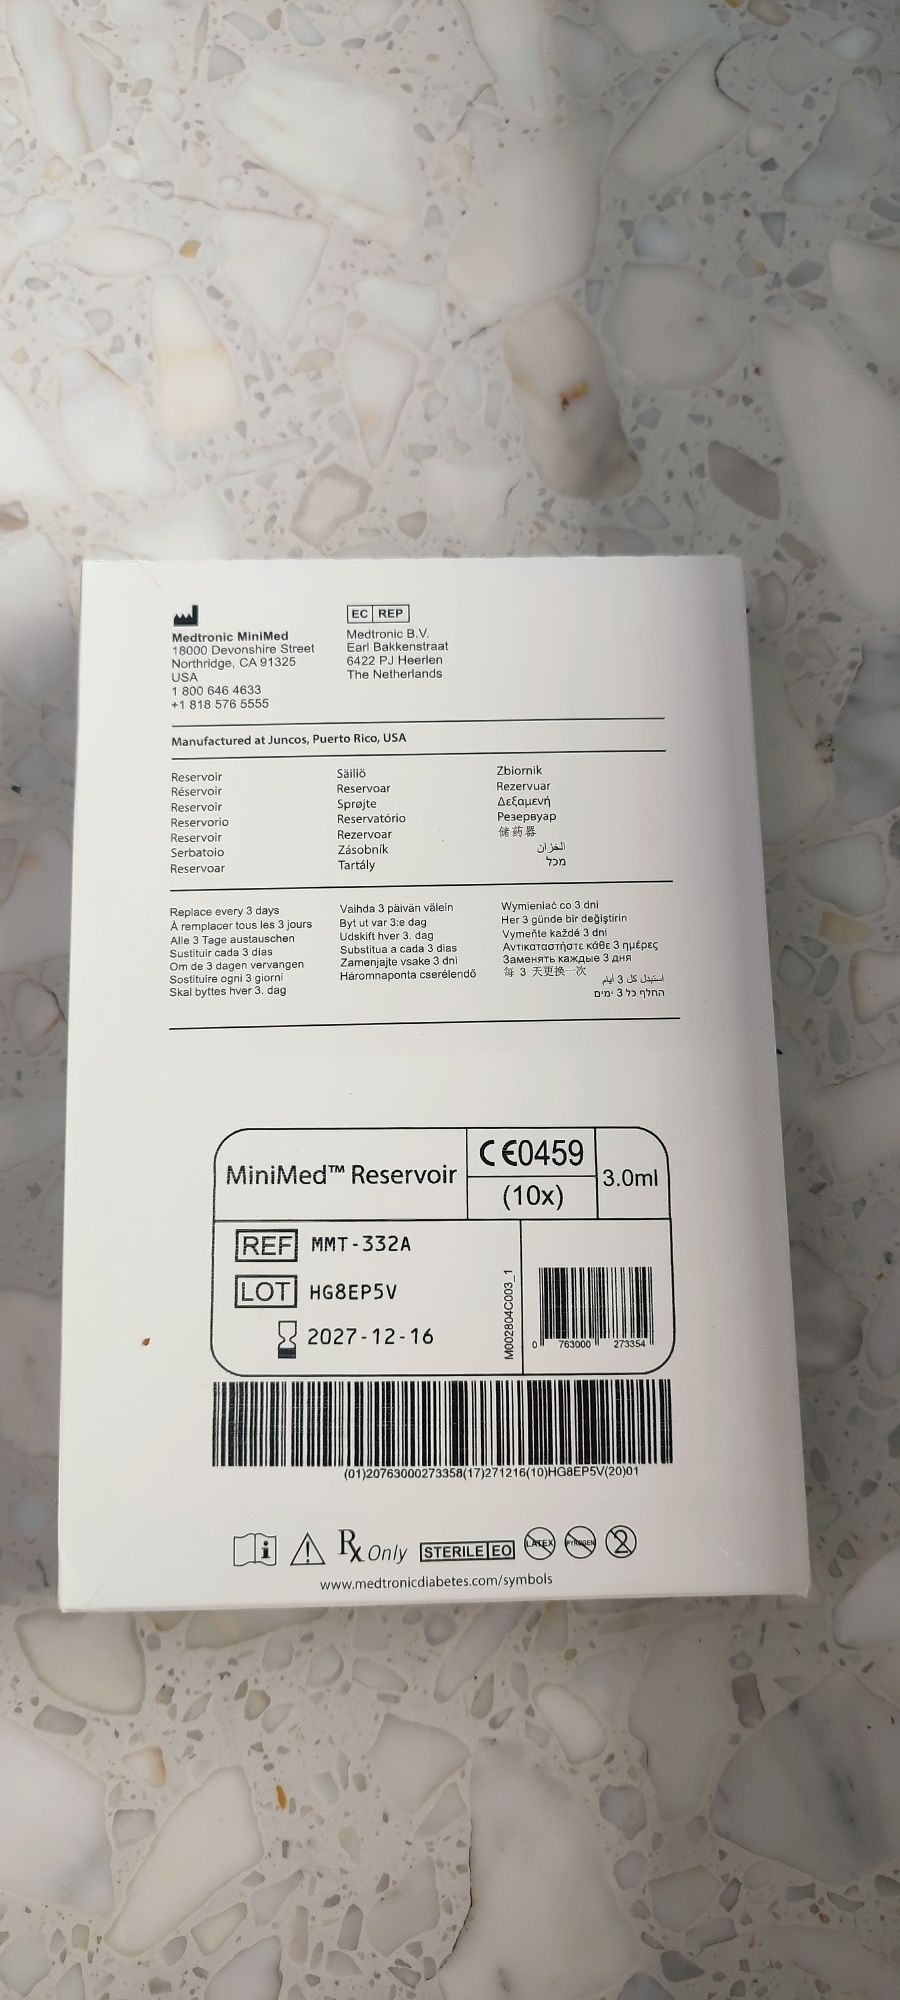 Medtronic MiniMed
18000 Devonshire Street
Northridge, CA 91325
USA
1 800 646 4633
+1 818 576 5555
EC REP
Medtronic B.V.
Earl Bakkenstraat
6422 PJ Heerlen
The Netherlands
Manufactured at Juncos, Puerto Rico, USA
Reservoir
Réservoir
Reservoir
Reservorio
Reservoir
Serbatoio
Reservoar
Säiliö
Reservoar
Sprøjte
Reservatório
Rezervoar
Zásobník
Tartály
Zbiornik
Rezervuar
Δεξαμενή
Резервуар
储药器
الخزان
מכל
Replace every 3 days
À remplacer tous les 3 jours
Alle 3 Tage austauschen
Sustituir cada 3 días
Om de 3 dagen vervangen
Sostituire ogni 3 giorni
Skal byttes hver 3. dag
Vaihda 3 päivän välein
Byt ut var 3:e dag
Udskift hver 3. dag
Substitua a cada 3 dias
Zamenjajte vsake 3 dni
Háromnaponta cserélendő
Wymieniać co 3 dni
Her 3 günde bir değiştirin
Vymeňte každé 3 dni
Αντικαταστήστε κάθε 3 ημέρες
Заменять каждые 3 дня
每 3 天更换一次
استبدل كل 3 أيام
החלף כל 3 ימים
MiniMed™ Reservoir
CE0459
(10x)
3.0ml
REF MMT-332A
LOT HG8EP5V
2027-12-16
M002804C003_1
0 763000 273354
(01)20763000273358(17)271216(10)HG8EP5V(20)01
i
Rx Only
STERILE EO
LATEX
PYROGEN
2
www.medtronicdiabetes.com/symbols